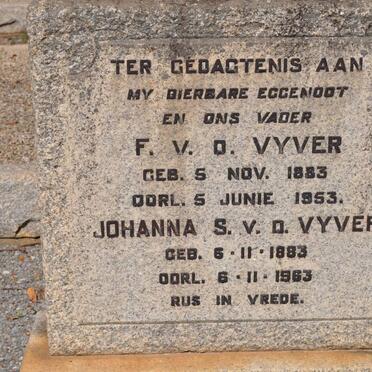 TER GEDAGTENIS AAN
MY DIERBARE EGGENOOT
EN ONS VADER
F. V. D. VYVER
GEB. 5 NOV. 1883
OORL. 5 JUNIE 1953.
JOHANNA S. V. D. VYVER
GEB. 6·11·1883
OORL. 6·11·1963
RUS IN VREDE.